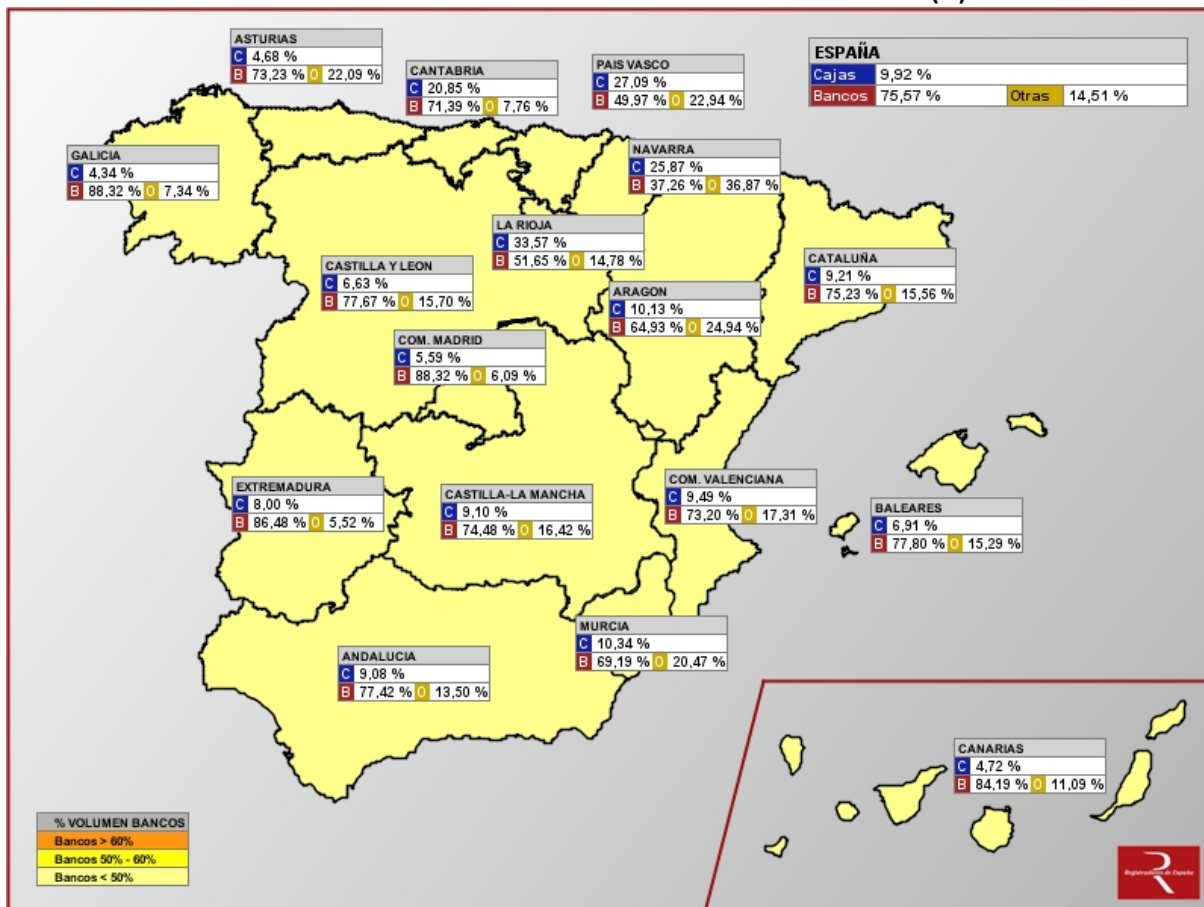 ASTURIAS
C 4,68 %
B 73,23 % O 22,09 %
CANTABRIA
C 20,85 %
B 71,39 % O 7,76 %
PAIS VASCO
C 27,09 %
B 49,97 % O 22,94 %
ESPAÑA
Cajas 9,92 %
Bancos 75,57 % Otras 14,51 %
GALICIA
C 4,34 %
B 88,32 % O 7,34 %
NAVARRA
C 25,87 %
B 37,26 % O 36,87 %
LA RIOJA
C 33,57 %
B 51,65 % O 14,78 %
CASTILLA Y LEON
C 6,63 %
B 77,67 % O 15,70 %
ARAGON
C 10,13 %
B 64,93 % O 24,94 %
CATALUÑA
C 9,21 %
B 75,23 % O 15,56 %
COM. MADRID
C 5,59 %
B 88,32 % O 6,09 %
EXTREMADURA
C 8,00 %
B 86,48 % O 5,52 %
CASTILLA-LA MANCHA
C 9,10 %
B 74,48 % O 16,42 %
COM. VALENCIANA
C 9,49 %
B 73,20 % O 17,31 %
BALEARES
C 6,91 %
B 77,80 % O 15,29 %
MURCIA
C 10,34 %
B 69,19 % O 20,47 %
ANDALUCIA
C 9,08 %
B 77,42 % O 13,50 %
CANARIAS
C 4,72 %
B 84,19 % O 11,09 %
% VOLUMEN BANCOS
Bancos > 60%
Bancos 50% - 60%
Bancos < 50%
Registradores de España